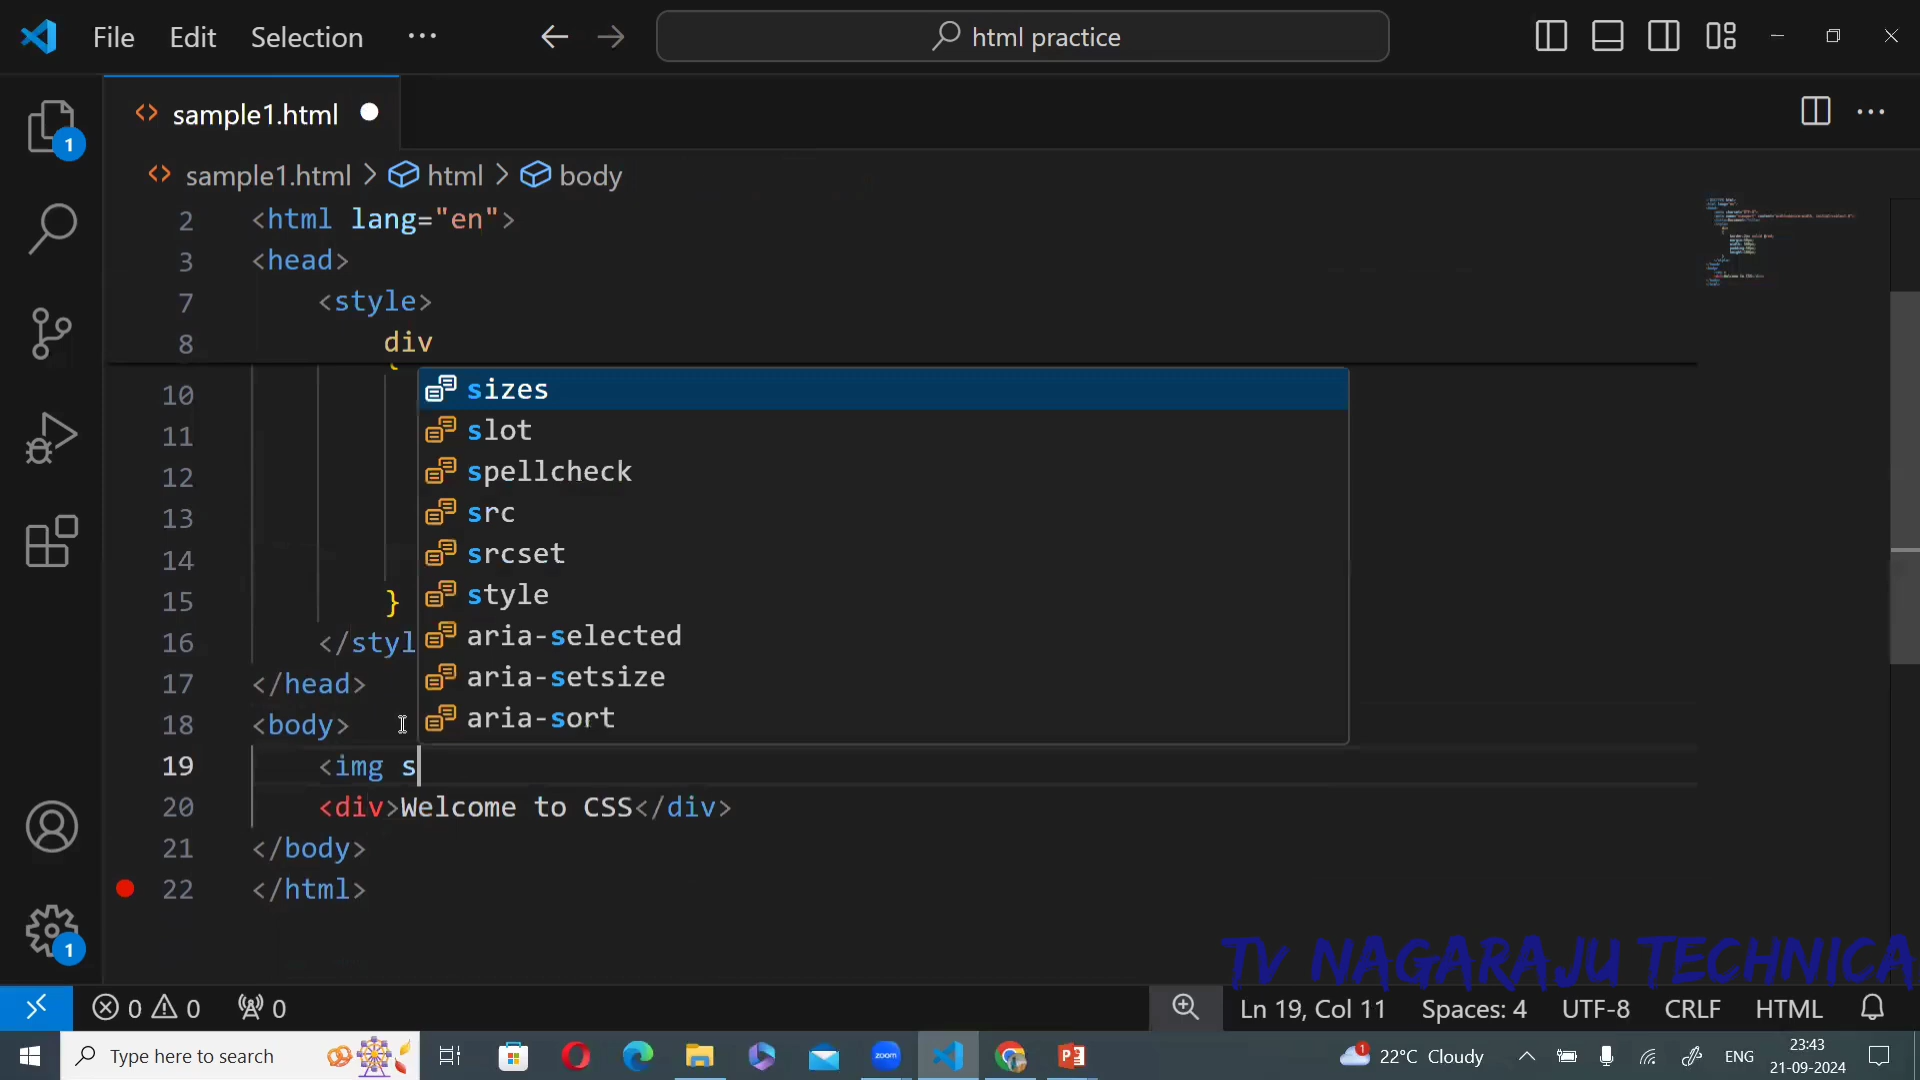 File Edit Selection ··· html practice
sample1.html
1
sample1.html > html > body
2 <html lang="en">
3 <head>
7 <style>
8 div
10
11
12
13
14
15 }
16 </styl
17 </head>
18 <body>
19 <img s
20 <div>Welcome to CSS</div>
21 </body>
22 </html>
sizes
slot
spellcheck
src
srcset
style
aria-selected
aria-setsize
aria-sort
1
TV NAGARAJU TECHNICA
0 0 0 Ln 19, Col 11 Spaces: 4 UTF-8 CRLF HTML
Type here to search zoom 1 22°C Cloudy ENG 23:43
21-09-2024